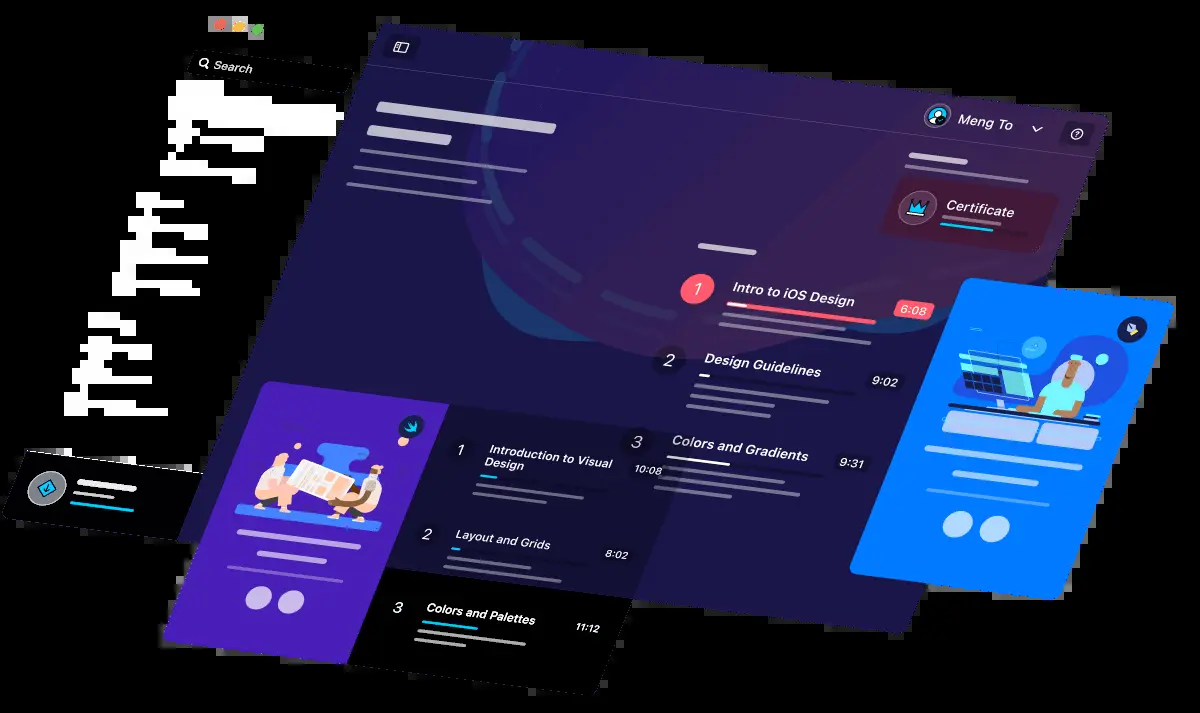 Search
Meng To
Certificate
1
Intro to iOS Design
6:08
2
Design Guidelines
9:02
3
Colors and Gradients
9:31
1
Introduction to Visual
Design
10:08
2
Layout and Grids
8:02
3
Colors and Palettes
11:12